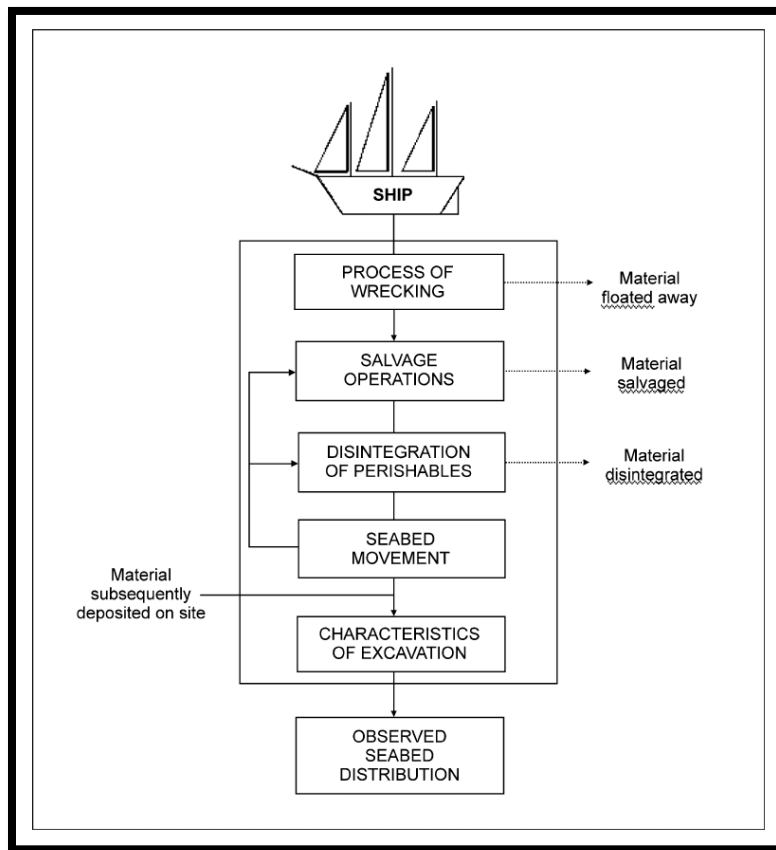 SHIP
PROCESS OF
WRECKING
Material
floated away
SALVAGE
OPERATIONS
Material
salvaged
DISINTEGRATION
OF PERISHABLES
Material
disintegrated
SEABED
MOVEMENT
Material
subsequently
deposited on site
CHARACTERISTICS
OF EXCAVATION
OBSERVED
SEABED
DISTRIBUTION